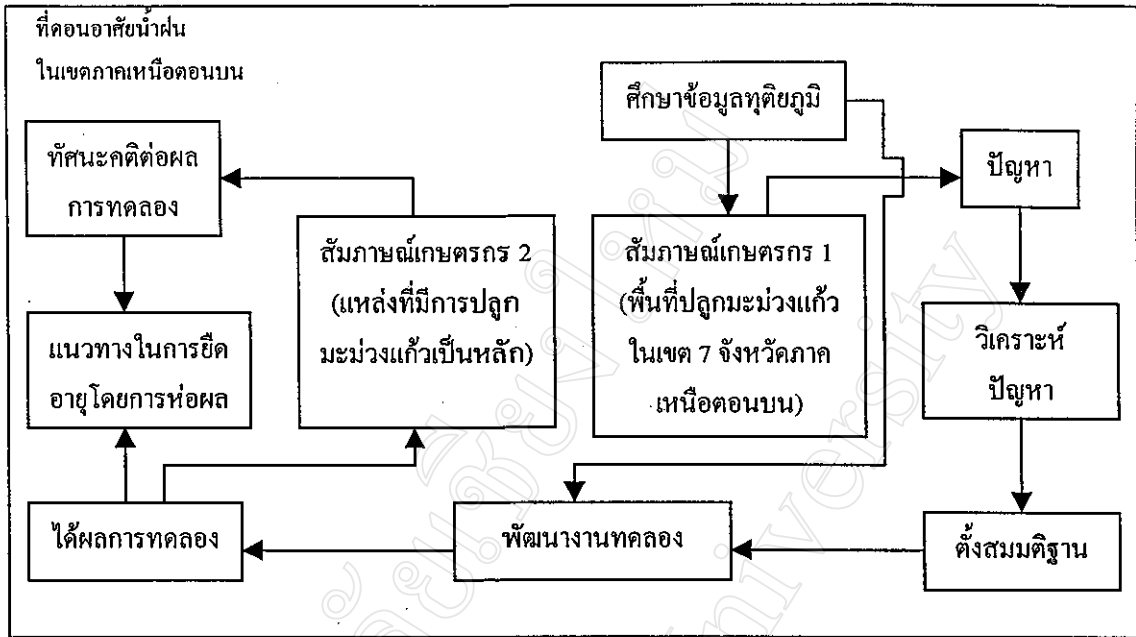 ที่ดอนอาศัยน้ำฝน
ในเขตภาคเหนือตอนบน
ศึกษาข้อมูลทุติยภูมิ
ทัศนะคติต่อผล
การทดลอง
ปัญหา
สัมภาษณ์เกษตรกร 2
(แหล่งที่มีการปลูก
มะม่วงแก้วเป็นหลัก)
สัมภาษณ์เกษตรกร 1
(พื้นที่ปลูกมะม่วงแก้ว
ในเขต 7 จังหวัดภาค
เหนือตอนบน)
แนวทางในการยืด
อายุโดยการห่อผล
วิเคราะห์
ปัญหา
ได้ผลการทดลอง
พัฒนางานทดลอง
ตั้งสมมติฐาน
University